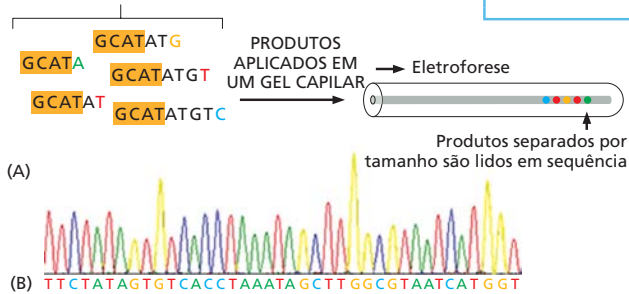 GCATATG
GCATA
GCATATGT
GCATAT
GCATATGTC
PRODUTOS
APLICADOS EM
UM GEL CAPILAR
Eletroforese
Produtos separados por
tamanho são lidos em sequência
(A)
(B)
TTCTATAGTGTCACCTAAATAGCTTGGCGTAATCATGGT